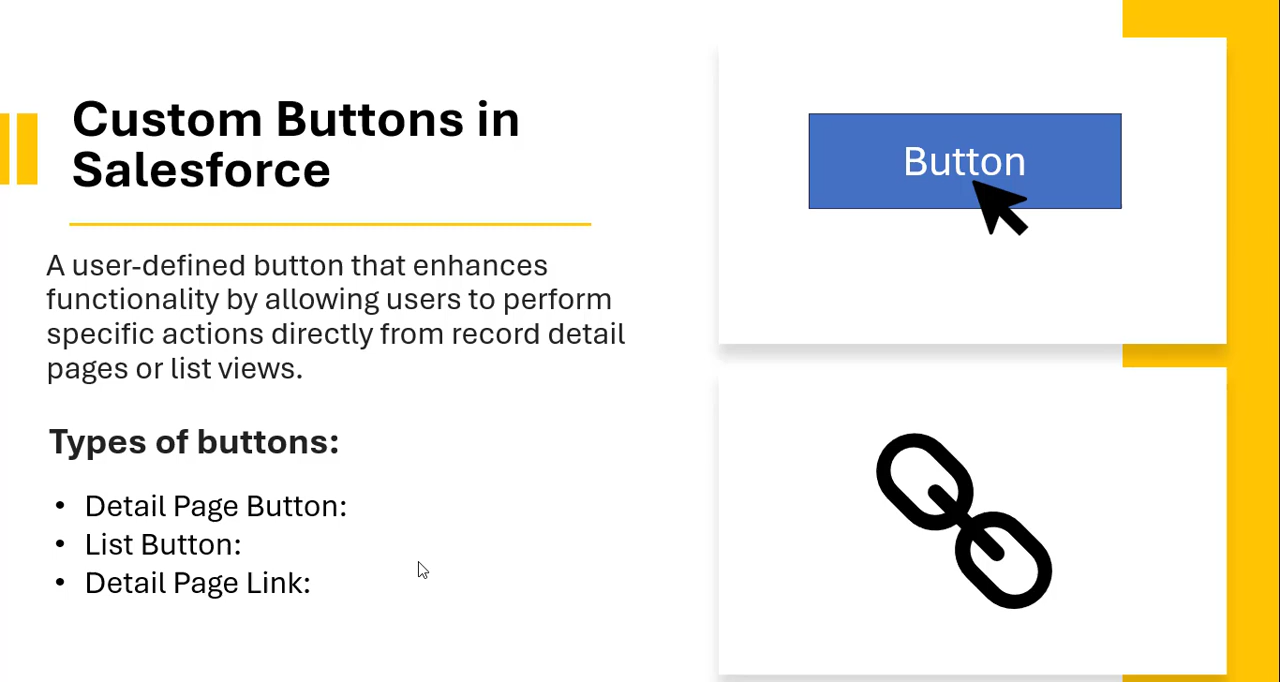 Custom Buttons in
Salesforce
A user-defined button that enhances
functionality by allowing users to perform
specific actions directly from record detail
pages or list views.
Types of buttons:
• Detail Page Button:
• List Button:
• Detail Page Link:
Button